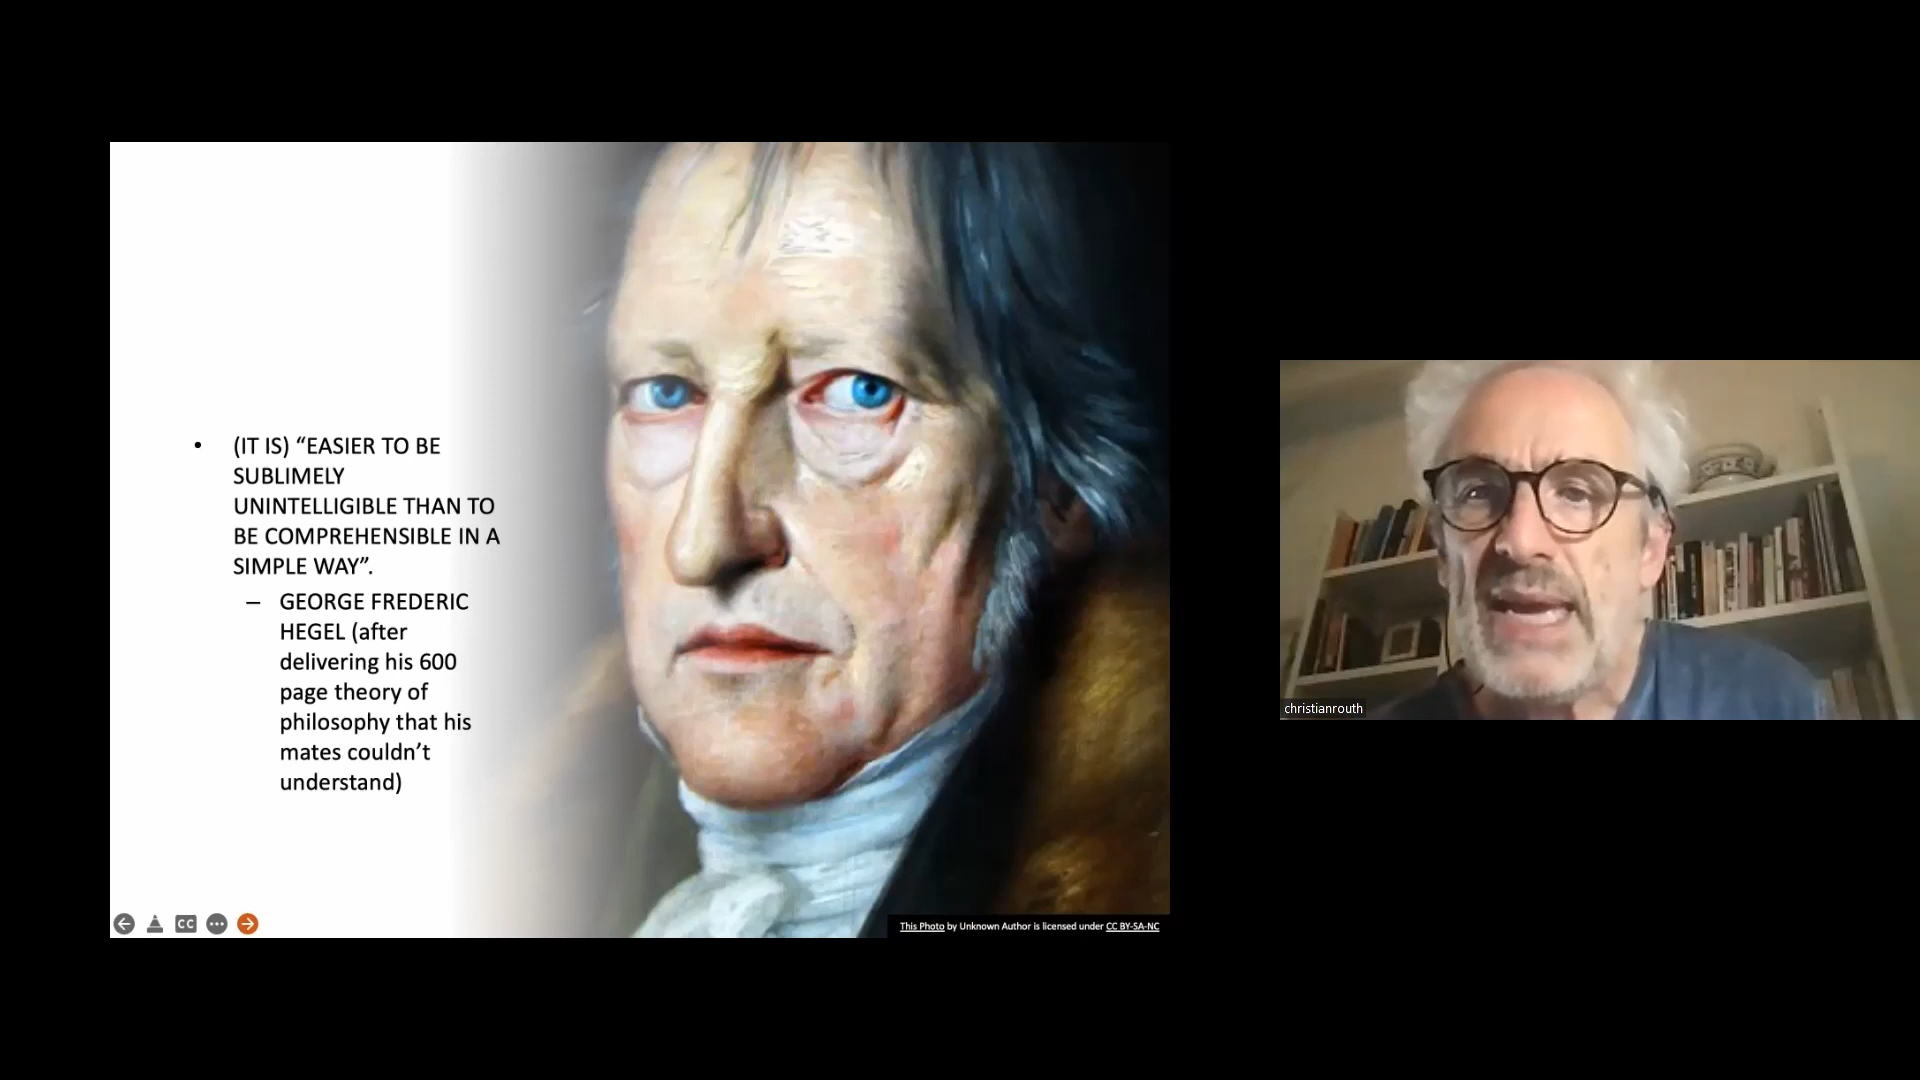 • (IT IS) “EASIER TO BE
SUBLIMELY
UNINTELLIGIBLE THAN TO
BE COMPREHENSIBLE IN A
SIMPLE WAY”.
– GEORGE FREDERIC
HEGEL (after
delivering his 600
page theory of
philosophy that his
mates couldn’t
understand)
CC
This Photo by Unknown Author is licensed under CC BY-SA-NC
christianrouth